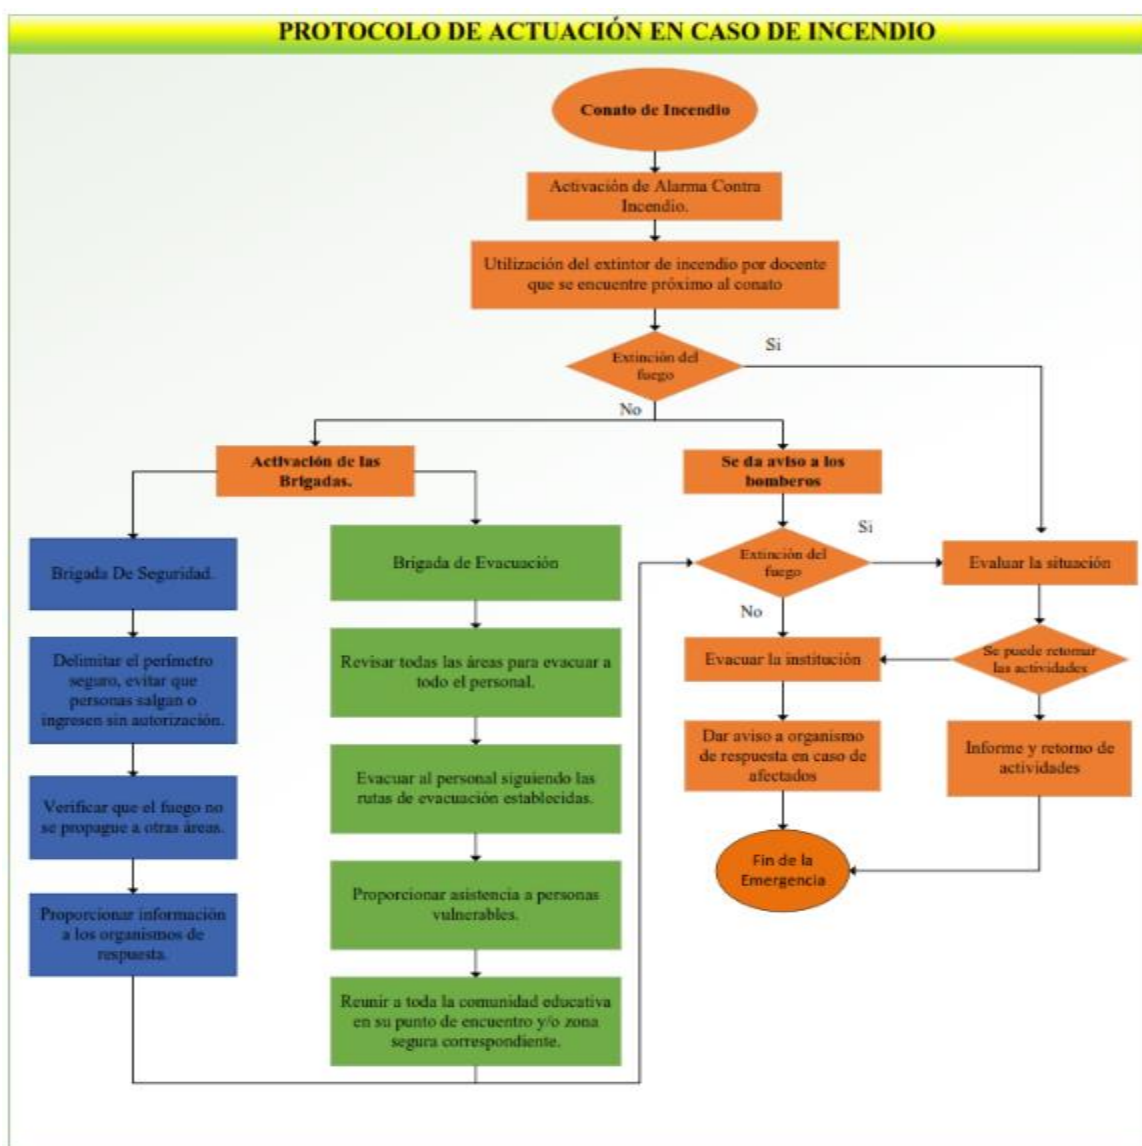 PROTOCOLO DE ACTUACIÓN EN CASO DE INCENDIO
Conato de Incendio
Activación de Alarma Contra
Incendio.
Utilización del extintor de incendio por docente
que se encuentre próximo al conato
Extinción del
fuego
Si
No
Activación de las
Brigadas.
Se da aviso a los
bomberos
Brigada De Seguridad.
Delimitar el perímetro
seguro, evitar que
personas salgan o
ingresen sin autorización.
Verificar que el fuego no
se propague a otras áreas.
Proporcionar información
a los organismos de
respuesta.
Brigada de Evacuación
Revisar todas las áreas para evacuar a
todo el personal.
Evacuar al personal siguiendo las
rutas de evacuación establecidas.
Proporcionar asistencia a personas
vulnerables.
Reunir a toda la comunidad educativa
en su punto de encuentro y/o zona
segura correspondiente.
Extinción del
fuego
Si
No
Evaluar la situación
Evacuar la institución
Se puede retomar
las actividades
Dar aviso a organismo
de respuesta en caso de
afectados
Informe y retorno de
actividades
Fin de la
Emergencia